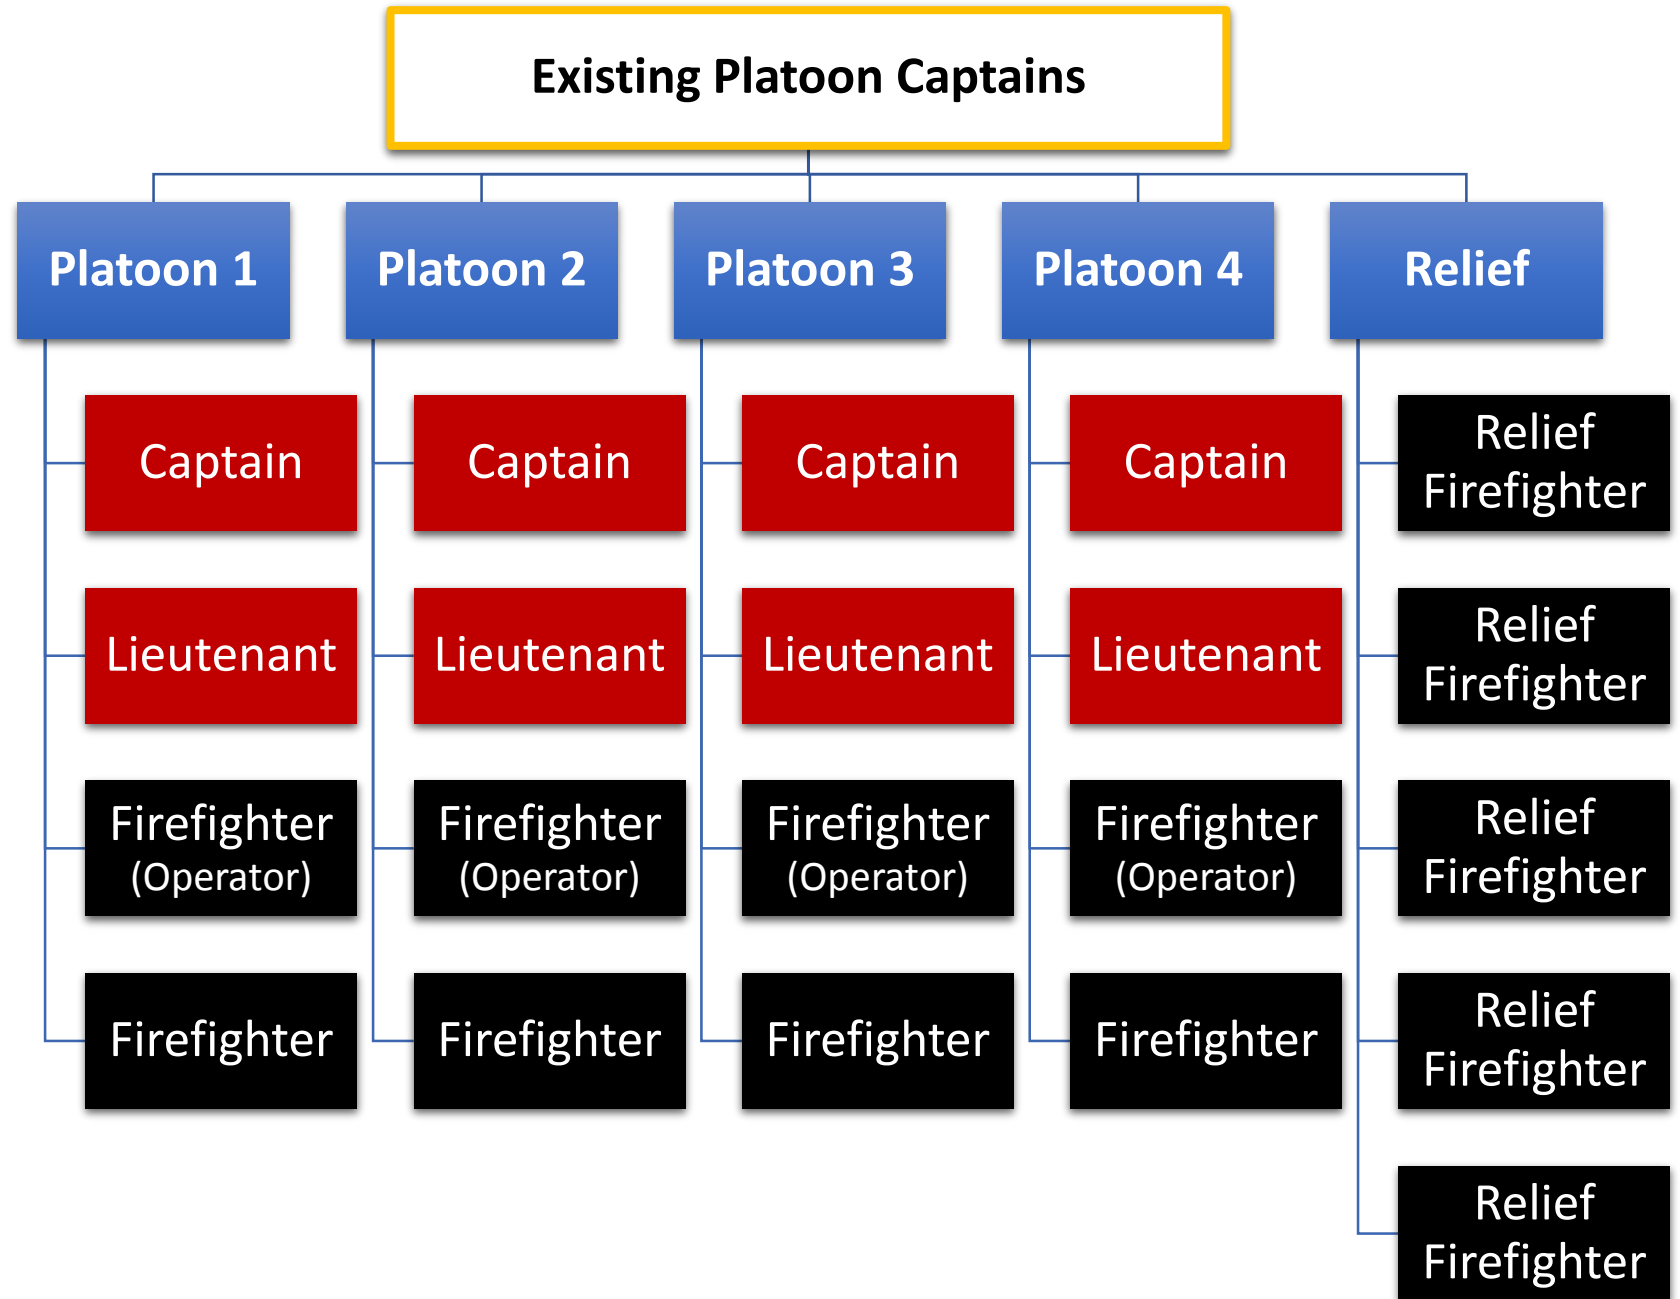 Existing Platoon Captains
Platoon 1
Captain
Lieutenant
Firefighter
(Operator)
Firefighter
Platoon 2
Captain
Lieutenant
Firefighter
(Operator)
Firefighter
Platoon 3
Captain
Lieutenant
Firefighter
(Operator)
Firefighter
Platoon 4
Captain
Lieutenant
Firefighter
(Operator)
Firefighter
Relief
Relief
Firefighter
Relief
Firefighter
Relief
Firefighter
Relief
Firefighter
Relief
Firefighter